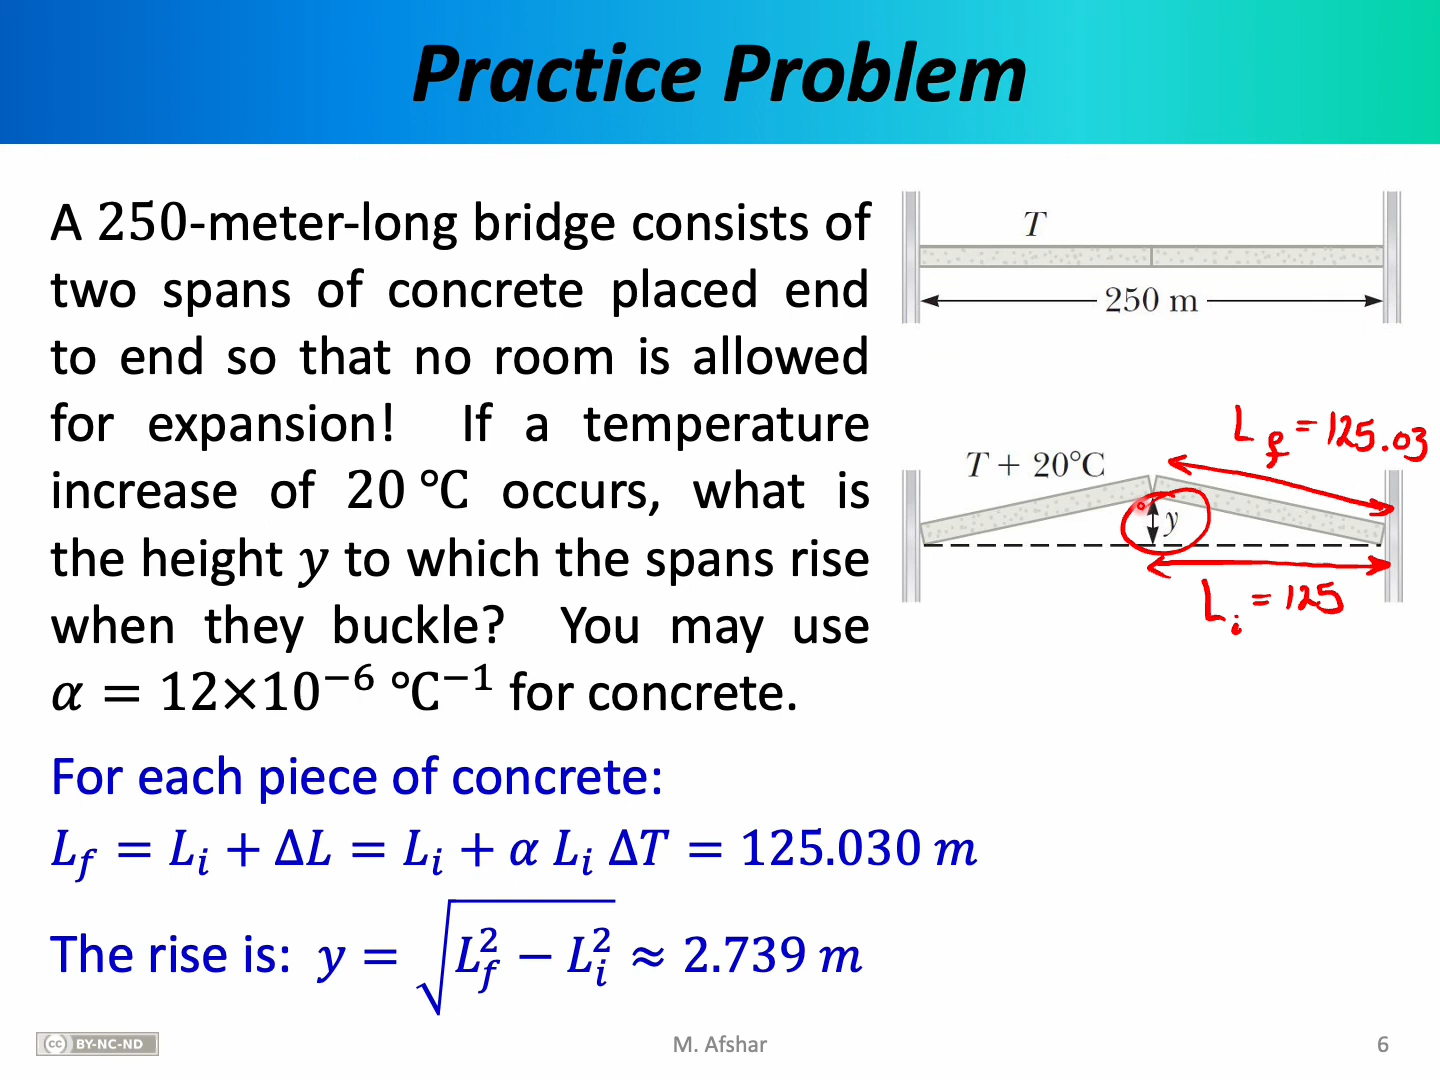 Practice Problem
A 250-meter-long bridge consists of
two spans of concrete placed end
to end so that no room is allowed
for expansion! If a temperature
increase of 20 °C occurs, what is
the height y to which the spans rise
when they buckle? You may use
α = 12×10⁻⁶ °C⁻¹ for concrete.
T
250 m
L_f = 125.03
T + 20°C
y
L_i = 125
For each piece of concrete:
L_f = L_i + ΔL = L_i + α L_i ΔT = 125.030 m
The rise is: y = √(L_f² − L_i²) ≈ 2.739 m
cc BY-NC-ND
M. Afshar
6